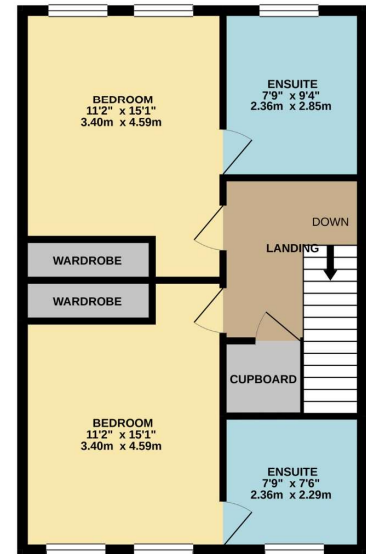 BEDROOM
11'2" x 15'1"
3.40m x 4.59m
ENSUITE
7'9" x 9'4"
2.36m x 2.85m
DOWN
LANDING
WARDROBE
WARDROBE
CUPBOARD
BEDROOM
11'2" x 15'1"
3.40m x 4.59m
ENSUITE
7'9" x 7'6"
2.36m x 2.29m